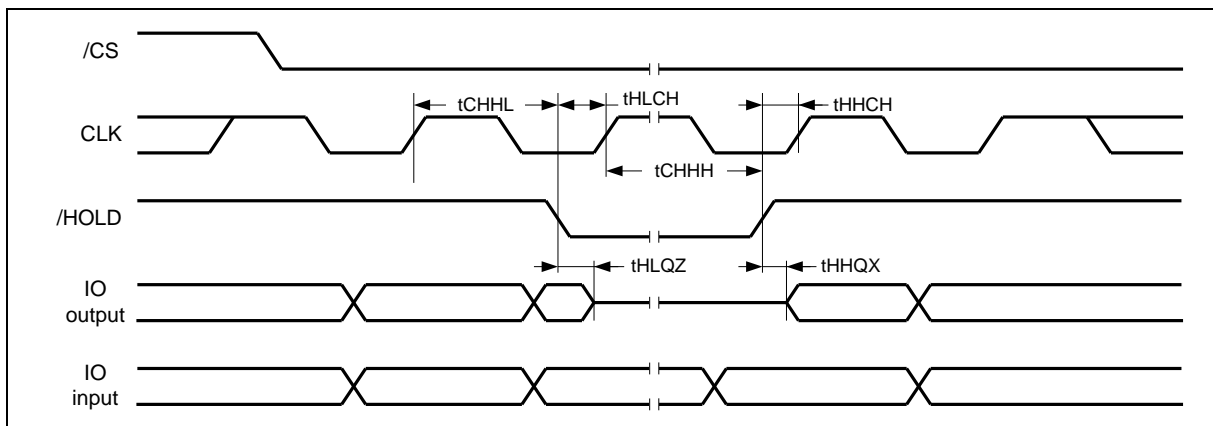 /CS
tCHHL
tHLCH
tHHCH
CLK
tCHHH
/HOLD
tHLQZ
tHHQX
IO
output
IO
input